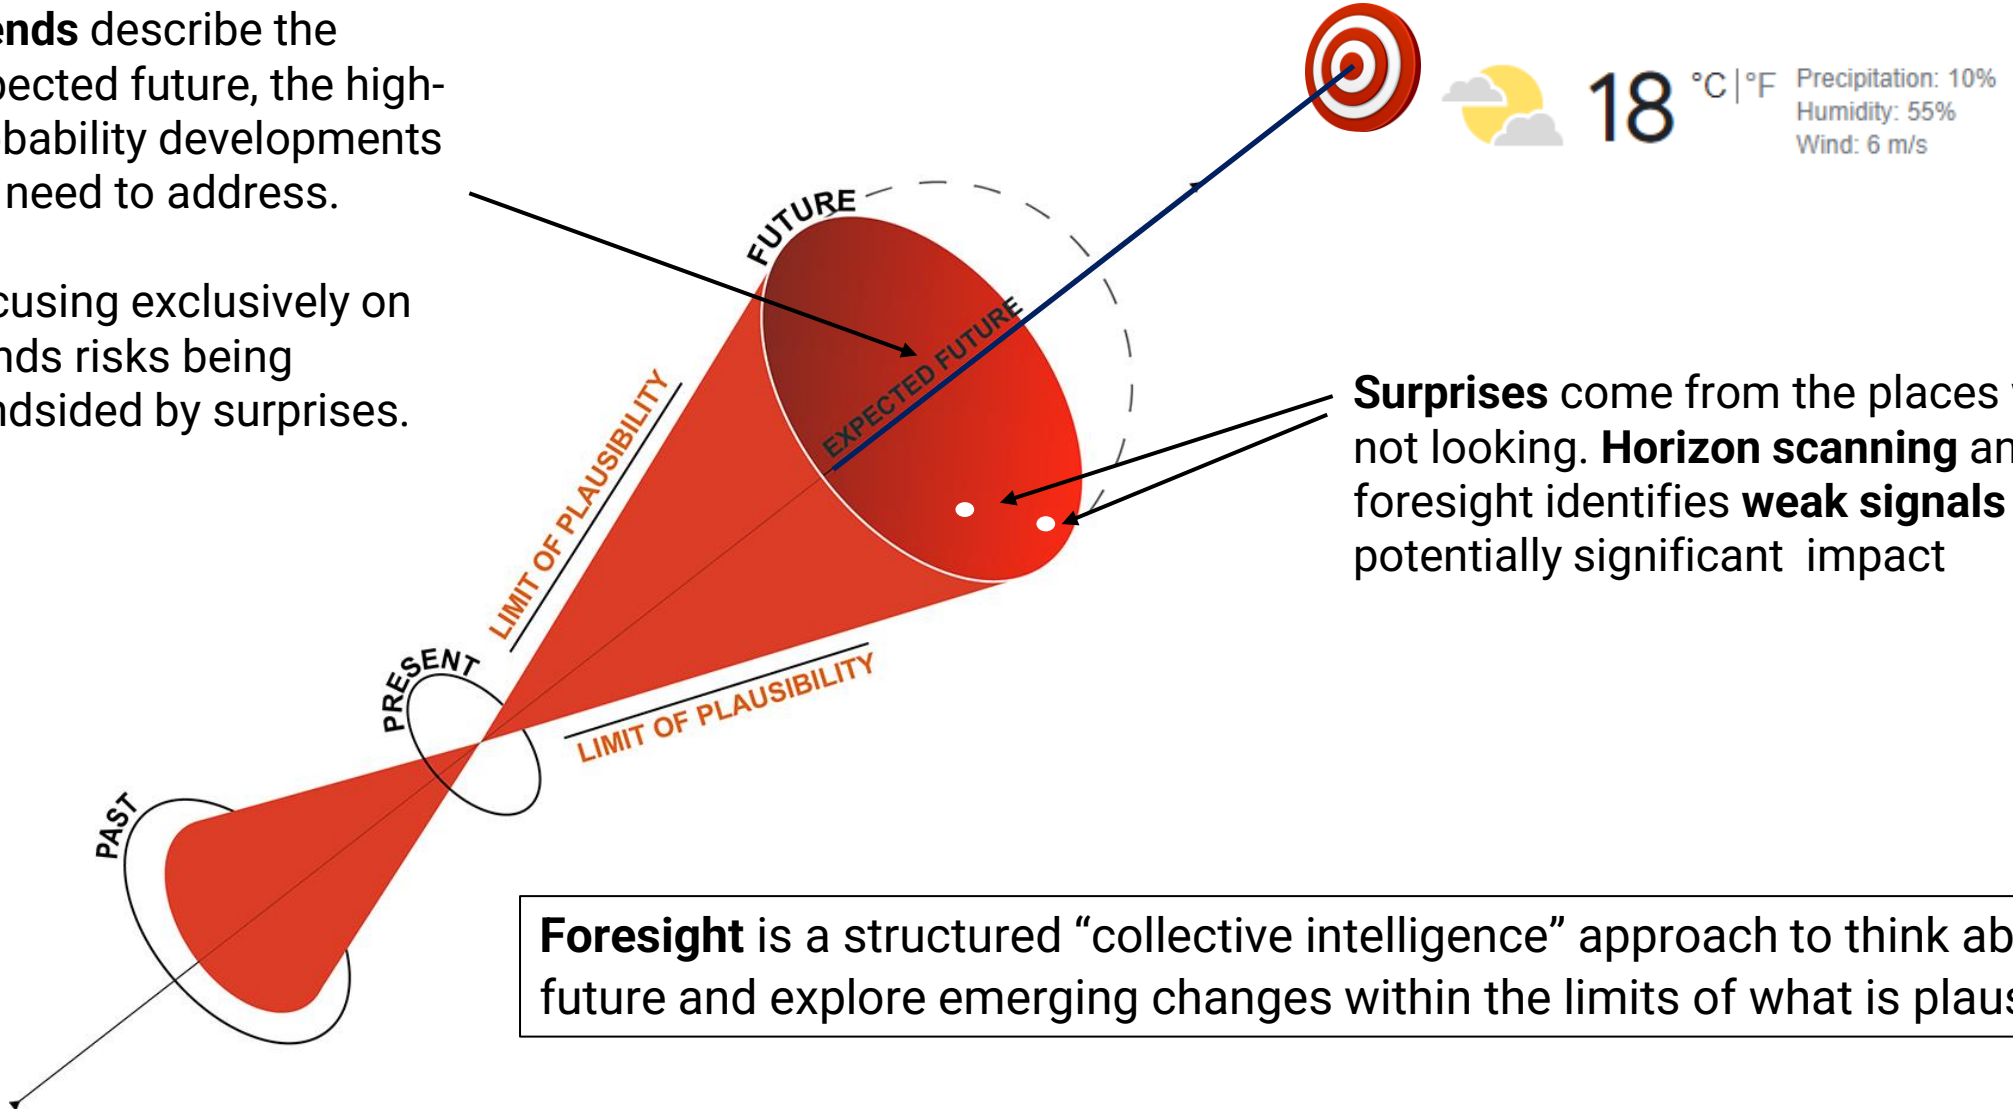 ends describe the
pected future, the high-
bability developments
need to address.
cusing exclusively on
nds risks being
ndsided by surprises.
18 °C|°F
Precipitation: 10%
Humidity: 55%
Wind: 6 m/s
FUTURE
EXPECTED FUTURE
LIMIT OF PLAUSIBILITY
Surprises come from the places
not looking. Horizon scanning an
foresight identifies weak signals
potentially significant impact
PRESENT
LIMIT OF PLAUSIBILITY
PAST
Foresight is a structured “collective intelligence” approach to think ab
future and explore emerging changes within the limits of what is plaus